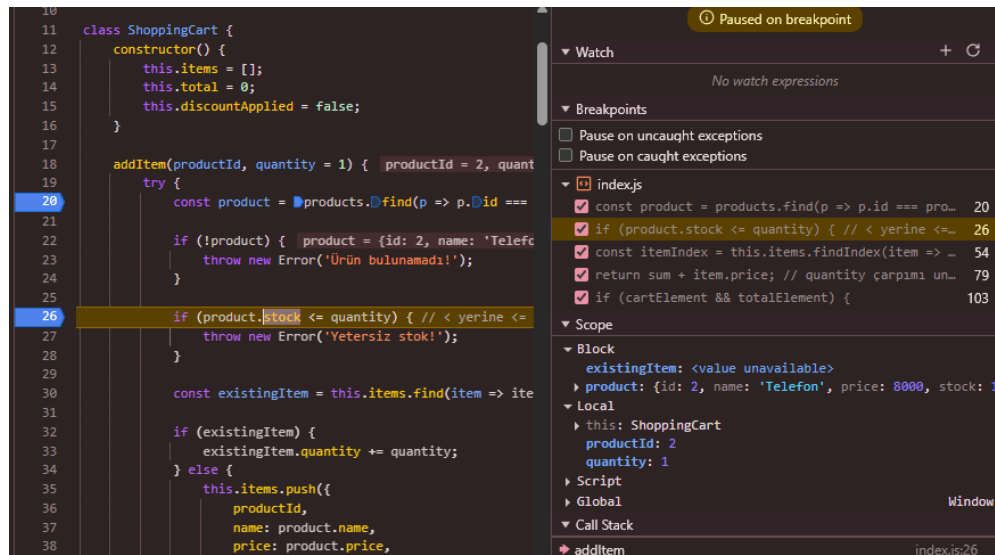 10
11 class ShoppingCart {
12 constructor() {
13 this.items = [];
14 this.total = 0;
15 this.discountApplied = false;
16 }
17
18 addItem(productId, quantity = 1) { productId = 2, quant
19 try {
20 const product = products.find(p => p.id ===
21
22 if (!product) { product = {id: 2, name: 'Telefo
23 throw new Error('Ürün bulunamadı!');
24 }
25
26 if (product.stock <= quantity) { // < yerine <=
27 throw new Error('Yetersiz stok!');
28 }
29
30 const existingItem = this.items.find(item => ite
31
32 if (existingItem) {
33 existingItem.quantity += quantity;
34 } else {
35 this.items.push({
36 productId,
37 name: product.name,
38 price: product.price,
Paused on breakpoint
Watch
No watch expressions
Breakpoints
Pause on uncaught exceptions
Pause on caught exceptions
index.js
const product = products.find(p => p.id === pro… 20
if (product.stock <= quantity) { // < yerine <=… 26
const itemIndex = this.items.findIndex(item => … 54
return sum + item.price; // quantity çarpımı un… 79
if (cartElement && totalElement) { 103
Scope
Block
existingItem: <value unavailable>
product: {id: 2, name: 'Telefon', price: 8000, stock: 1
Local
this: ShoppingCart
productId: 2
quantity: 1
Script
Global Window
Call Stack
addItem index.js:26